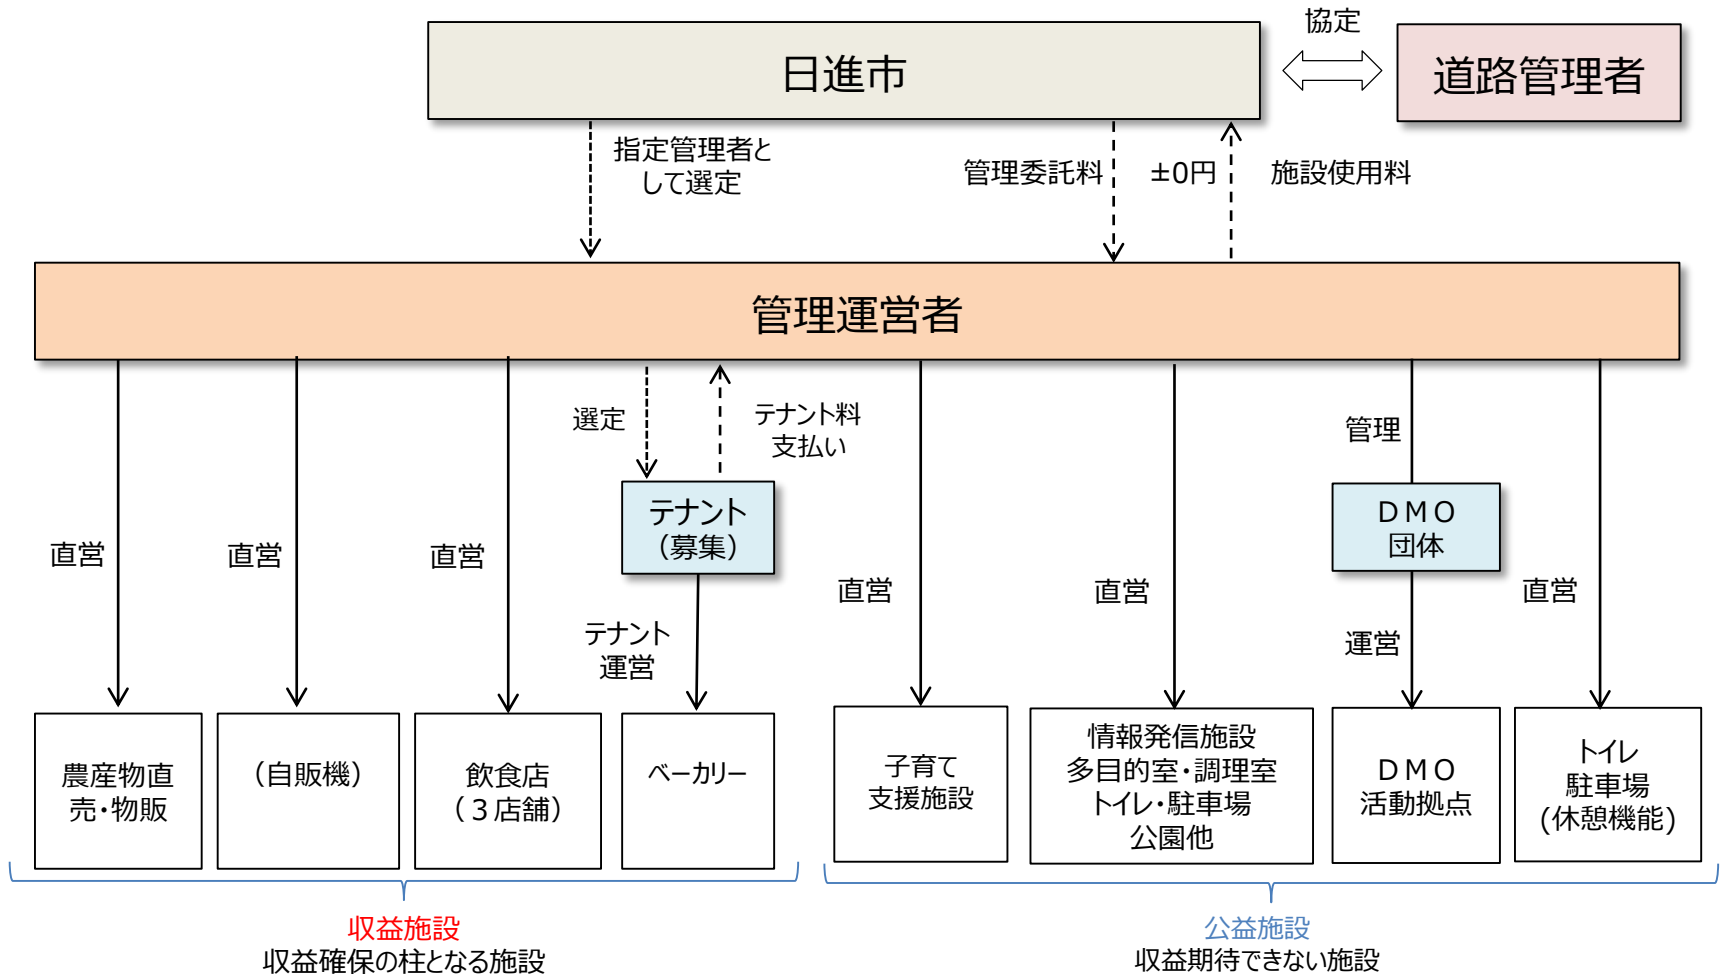 協定
日進市
道路管理者
指定管理者と
して選定
管理委託料
±0円
施設使用料
管理運営者
選定
テナント料
支払い
管理
テナント
（募集）
ＤＭＯ
団体
直営
直営
直営
直営
直営
直営
テナント
運営
運営
農産物直
売・物販
（自販機）
飲食店
（３店舗）
ベーカリー
子育て
支援施設
情報発信施設
多目的室・調理室
トイレ・駐車場
公園他
ＤＭＯ
活動拠点
トイレ
駐車場
(休憩機能)
収益施設
収益確保の柱となる施設
公益施設
収益期待できない施設